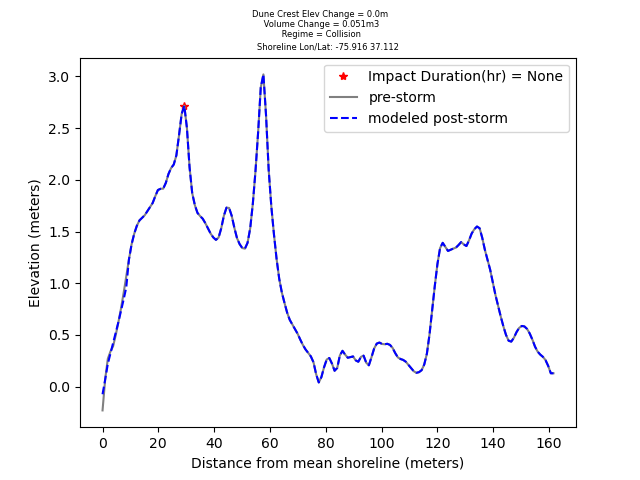 Dune Crest Elev Change = 0.0m
Volume Change = 0.051m3
Regime = Collision
Shoreline Lon/Lat: -75.916 37.112
Impact Duration(hr) = None
pre-storm
modeled post-storm
Elevation (meters)
3.0
2.5
2.0
1.5
1.0
0.5
0.0
0 20 40 60 80 100 120 140 160
Distance from mean shoreline (meters)